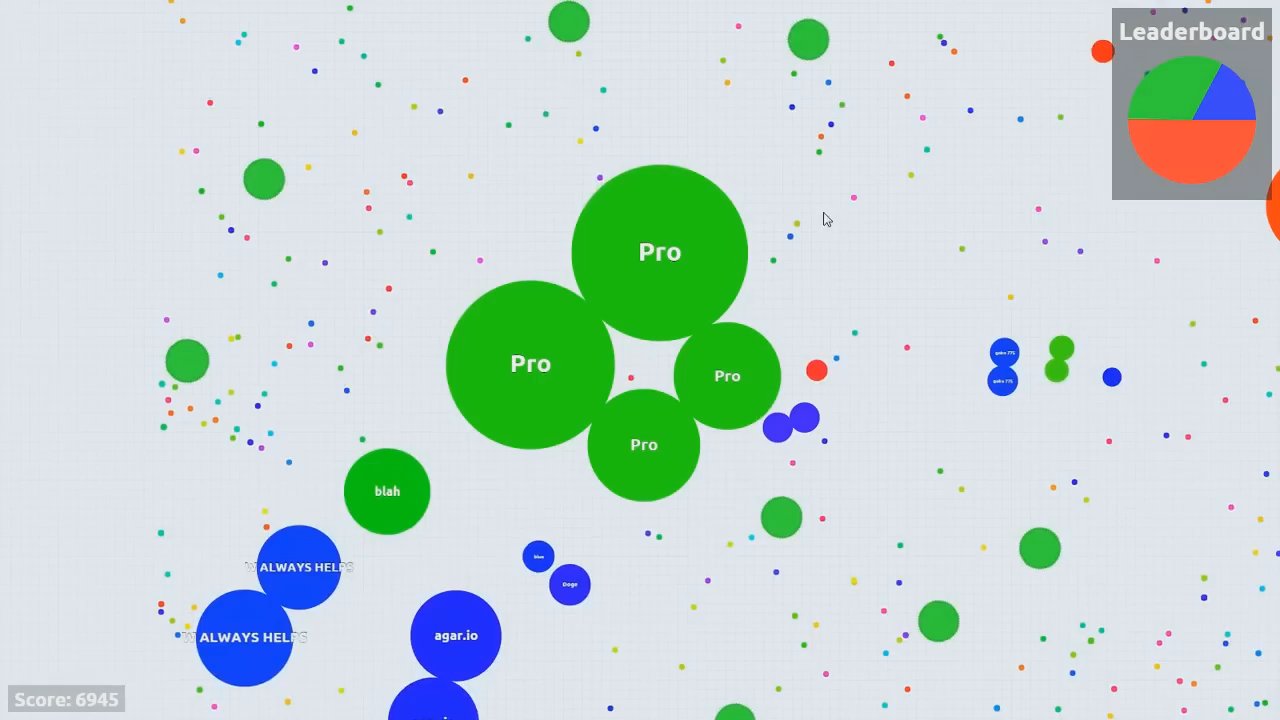 Leaderboard
Pro
Pro
Pro
Pro
blah
W ALWAYS HELPS
W ALWAYS HELPS
Doge
agar.io
Score: 6945